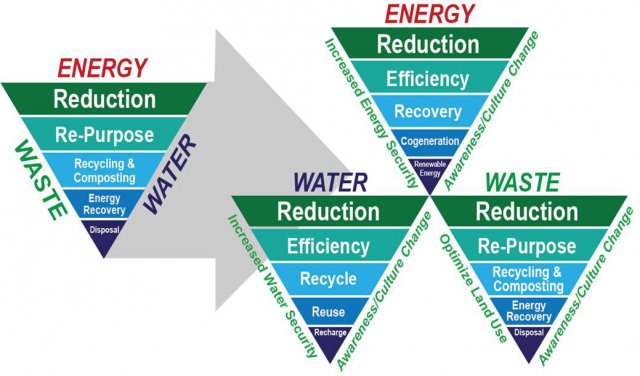 ENERGY
Reduction
Re-Purpose
Recycling &
Composting
Energy
Recovery
Disposal
WASTE
WATER
ENERGY
Reduction
Efficiency
Recovery
Cogeneration
Renewable
Energy
Increased Energy Security
Awareness/Culture Change
WATER
Reduction
Efficiency
Recycle
Reuse
Recharge
Increased Water Security
Awareness/Culture Change
WASTE
Reduction
Re-Purpose
Recycling &
Composting
Energy
Recovery
Disposal
Optimize Land Use
Awareness/Culture Change